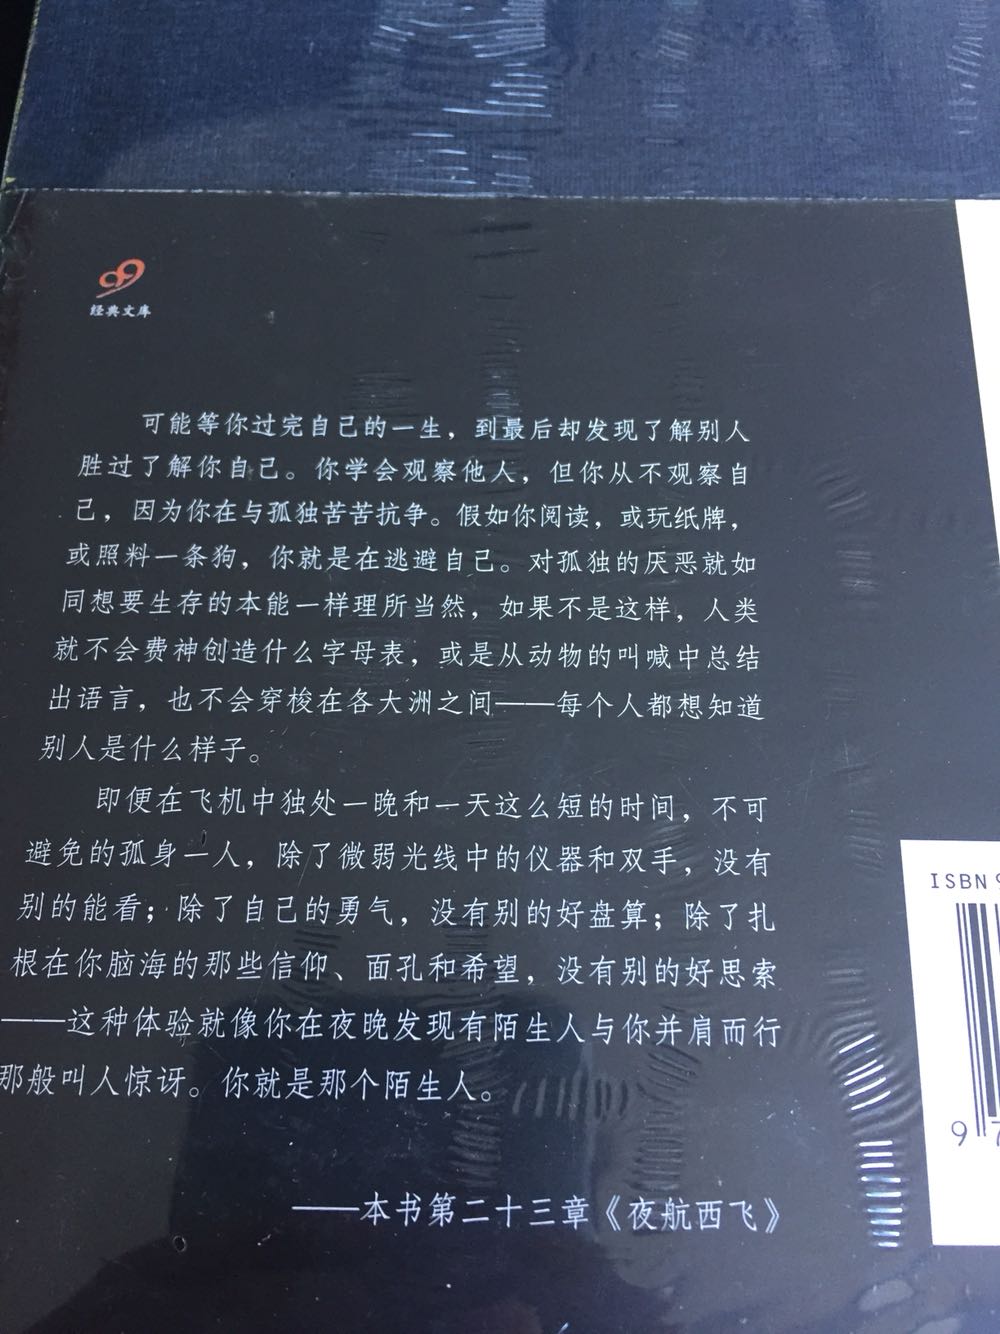 99
经典文库
可能等你过完自己的一生，到最后却发现了解别人
胜过了解你自己。你学会观察他人，但你从不观察自
己，因为你在与孤独苦苦抗争。假如你阅读，或玩纸牌，
或照料一条狗，你就是在逃避自己。对孤独的厌恶就如
同想要生存的本能一样理所当然，如果不是这样，人类
就不会费神创造什么字母表，或是从动物的叫喊中总结
出语言，也不会穿梭在各大洲之间——每个人都想知道
别人是什么样子。
即便在飞机中独处一晚和一天这么短的时间，不可
避免的孤身一人，除了微弱光线中的仪器和双手，没有
别的能看；除了自己的勇气，没有别的好盘算；除了扎
根在你脑海的那些信仰、面孔和希望，没有别的好思索
——这种体验就像你在夜晚发现有陌生人与你并肩而行
那般叫人惊讶。你就是那个陌生人。
——本书第二十三章《夜航西飞》
ISBN 9
9 7